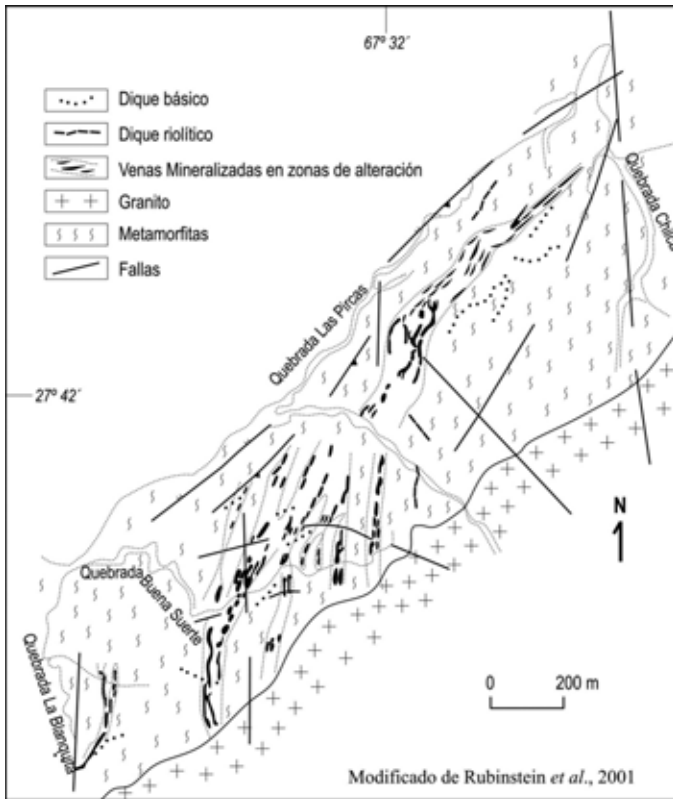 67º 32´
Dique básico
Dique riolítico
Venas Mineralizadas en zonas de alteración
Granito
Metamorfitas
Fallas
Quebrada Chilca
Quebrada Las Pircas
27º 42´
N
Quebrada
Buena Suerte
Quebrada La Blanquita
0 200 m
Modificado de Rubinstein et al., 2001